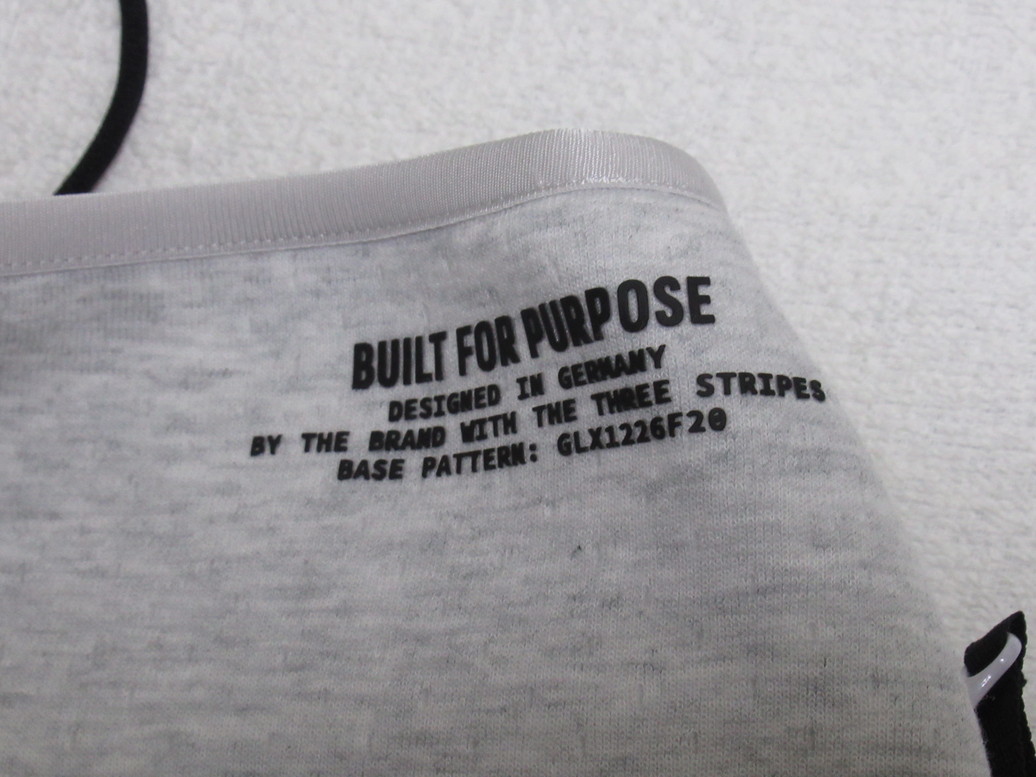 BUILT FOR PURPOSE
DESIGNED IN GERMANY
BY THE BRAND WITH THE THREE STRIPES
BASE PATTERN: GLX1226F20